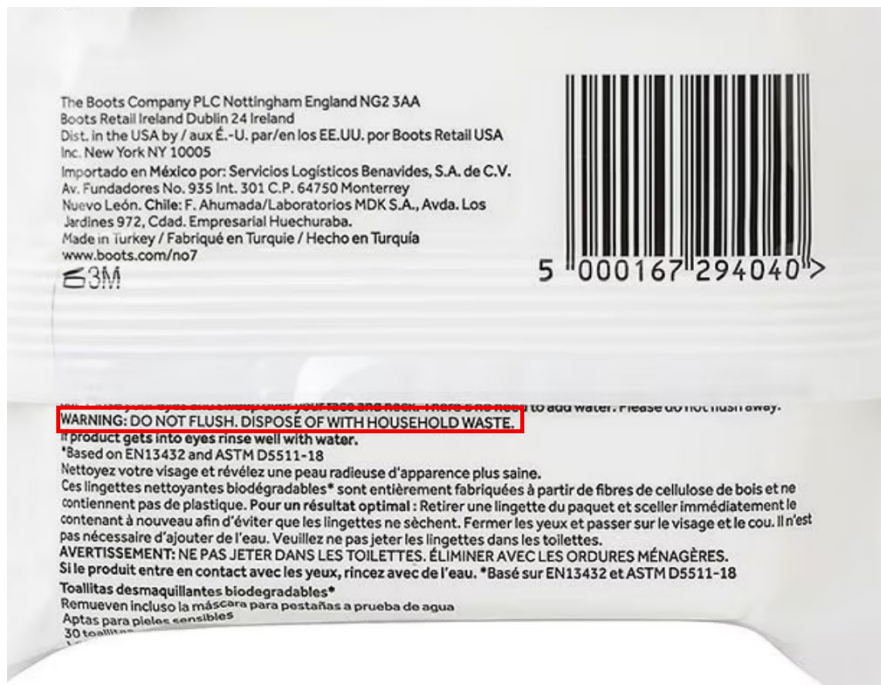 The Boots Company PLC Nottingham England NG2 3AA
Boots Retail Ireland Dublin 24 Ireland
Dist. in the USA by / aux É.-U. par/en los EE.UU. por Boots Retail USA
Inc. New York NY 10005
Importado en México por: Servicios Logísticos Benavides, S.A. de C.V.
Av. Fundadores No. 935 Int. 301 C.P. 64750 Monterrey
Nuevo León. Chile: F. Ahumada/Laboratorios MDK S.A., Avda. Los
Jardines 972, Cdad. Empresarial Huechuraba.
Made in Turkey / Fabriqué en Turquie / Hecho en Turquía
www.boots.com/no7
3M
5 000167 294040 >
your face and neck. There is no need to add water. Please do not flush away.
WARNING: DO NOT FLUSH. DISPOSE OF WITH HOUSEHOLD WASTE.
If product gets into eyes rinse well with water.
*Based on EN13432 and ASTM D5511-18
Nettoyez votre visage et révélez une peau radieuse d'apparence plus saine.
Ces lingettes nettoyantes biodégradables* sont entièrement fabriquées à partir de fibres de cellulose de bois et ne
contiennent pas de plastique. Pour un résultat optimal : Retirer une lingette du paquet et sceller immédiatement le
contenant à nouveau afin d'éviter que les lingettes ne sèchent. Fermer les yeux et passer sur le visage et le cou. Il n'est
pas nécessaire d'ajouter de l'eau. Veuillez ne pas jeter les lingettes dans les toilettes.
AVERTISSEMENT: NE PAS JETER DANS LES TOILETTES. ÉLIMINER AVEC LES ORDURES MÉNAGÈRES.
Si le produit entre en contact avec les yeux, rincez avec de l'eau. *Basé sur EN13432 et ASTM D5511-18
Toallitas desmaquillantes biodegradables*
Remueven incluso la máscara para pestañas a prueba de agua
Aptas para pieles sensibles
30